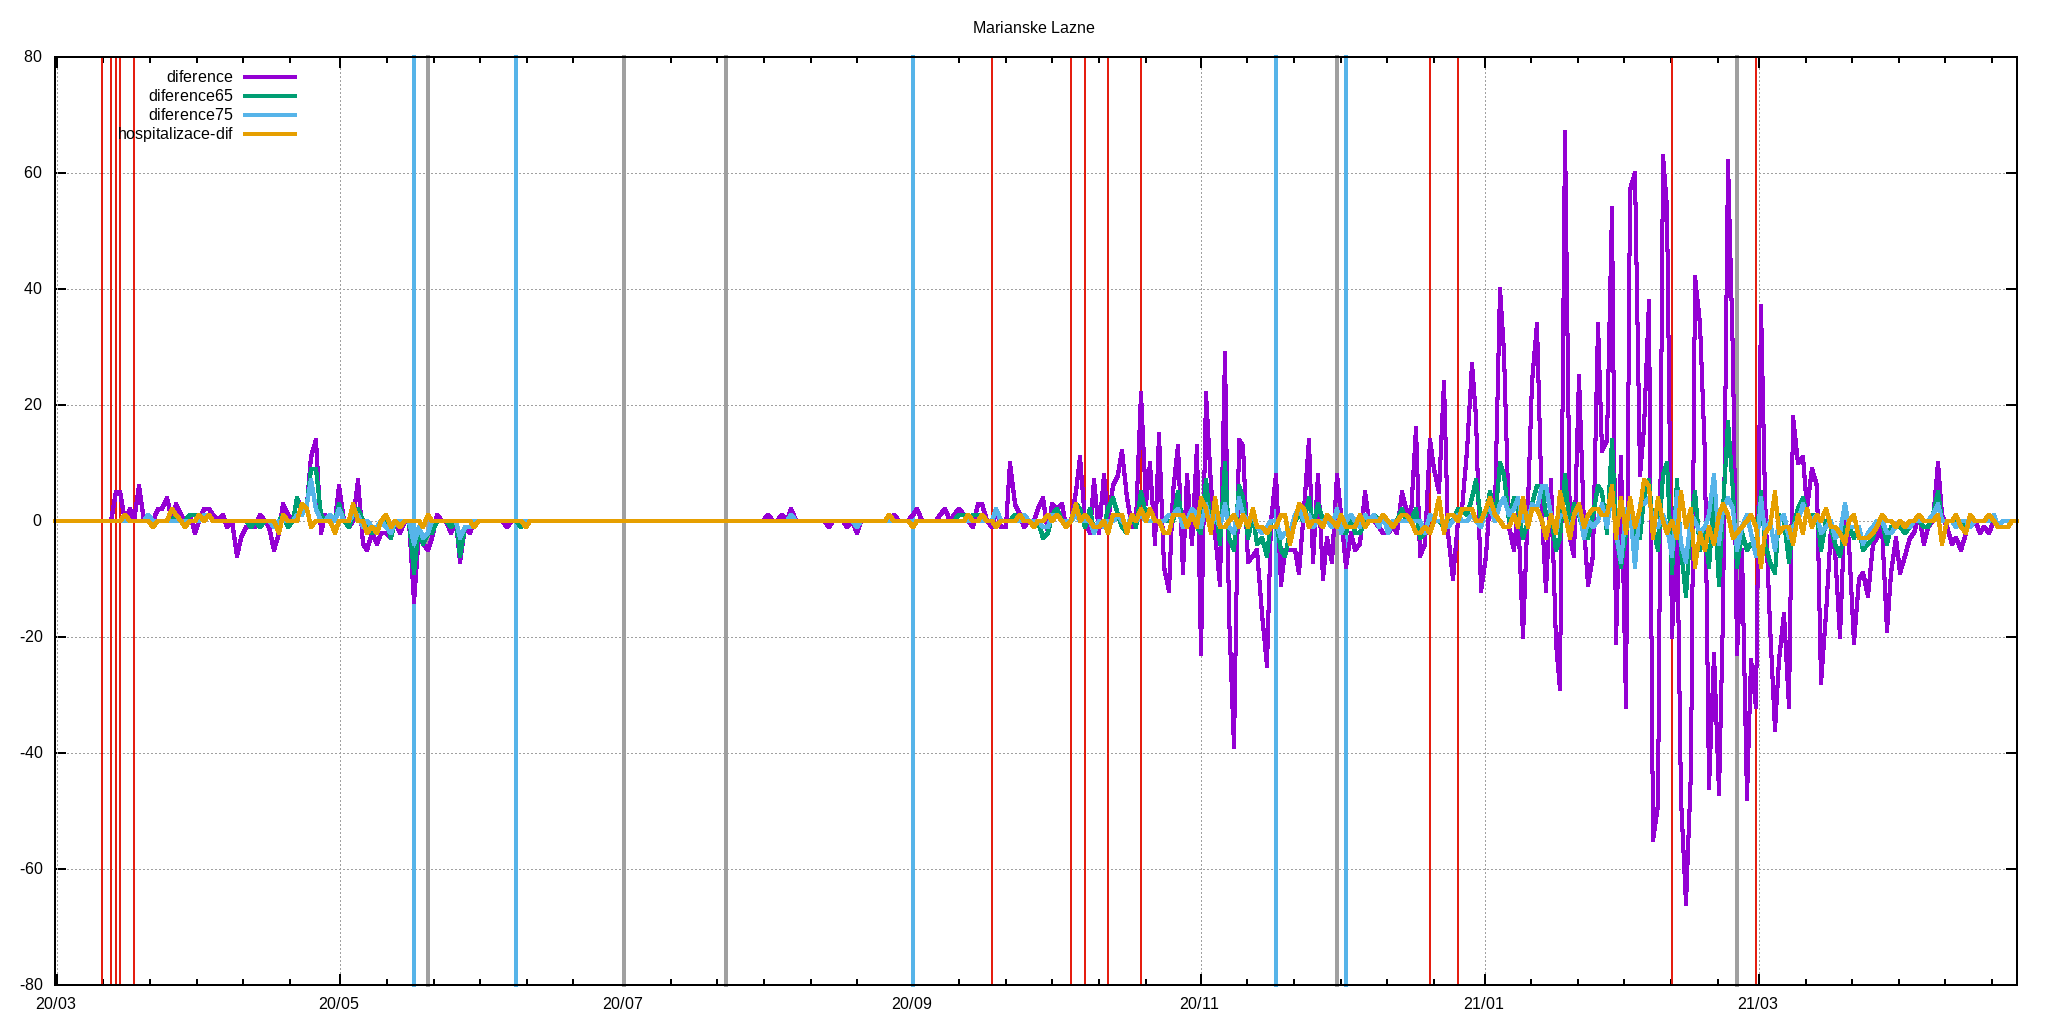 Marianske Lazne
80
diference
diference65
diference75
hospitalizace-dif
60
40
20
0
-20
-40
-60
-80
20/03 20/05 20/07 20/09 20/11 21/01 21/03